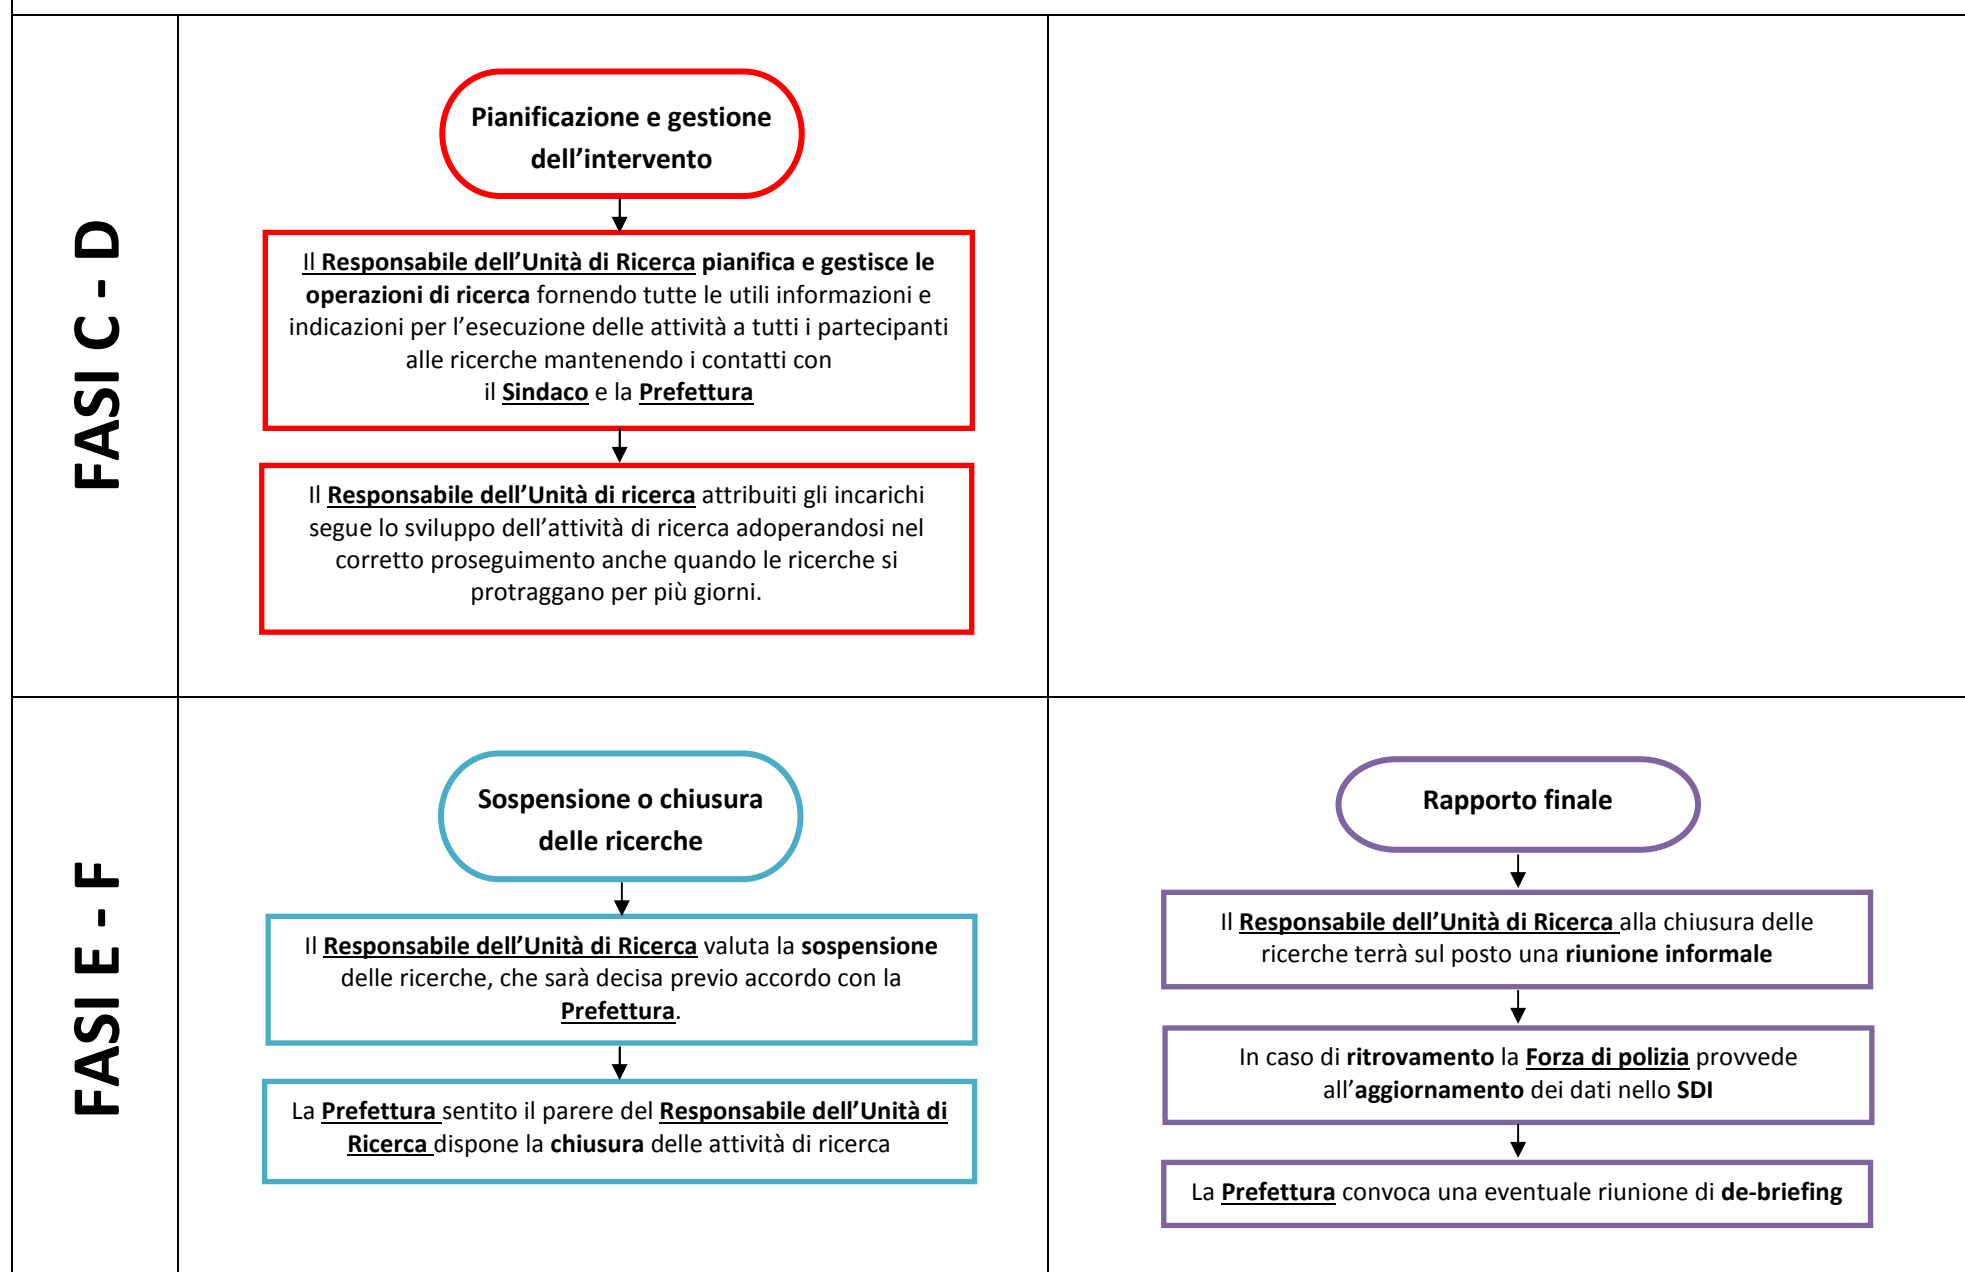 FASI C - D
Pianificazione e gestione
dell’intervento
Il Responsabile dell’Unità di Ricerca pianifica e gestisce le
operazioni di ricerca fornendo tutte le utili informazioni e
indicazioni per l’esecuzione delle attività a tutti i partecipanti
alle ricerche mantenendo i contatti con
il Sindaco e la Prefettura
Il Responsabile dell’Unità di ricerca attribuiti gli incarichi
segue lo sviluppo dell’attività di ricerca adoperandosi nel
corretto proseguimento anche quando le ricerche si
protraggano per più giorni.
FASI E - F
Sospensione o chiusura
delle ricerche
Il Responsabile dell’Unità di Ricerca valuta la sospensione
delle ricerche, che sarà decisa previo accordo con la
Prefettura.
La Prefettura sentito il parere del Responsabile dell’Unità di
Ricerca dispone la chiusura delle attività di ricerca
Rapporto finale
Il Responsabile dell’Unità di Ricerca alla chiusura delle
ricerche terrà sul posto una riunione informale
In caso di ritrovamento la Forza di polizia provvede
all’aggiornamento dei dati nello SDI
La Prefettura convoca una eventuale riunione di de-briefing